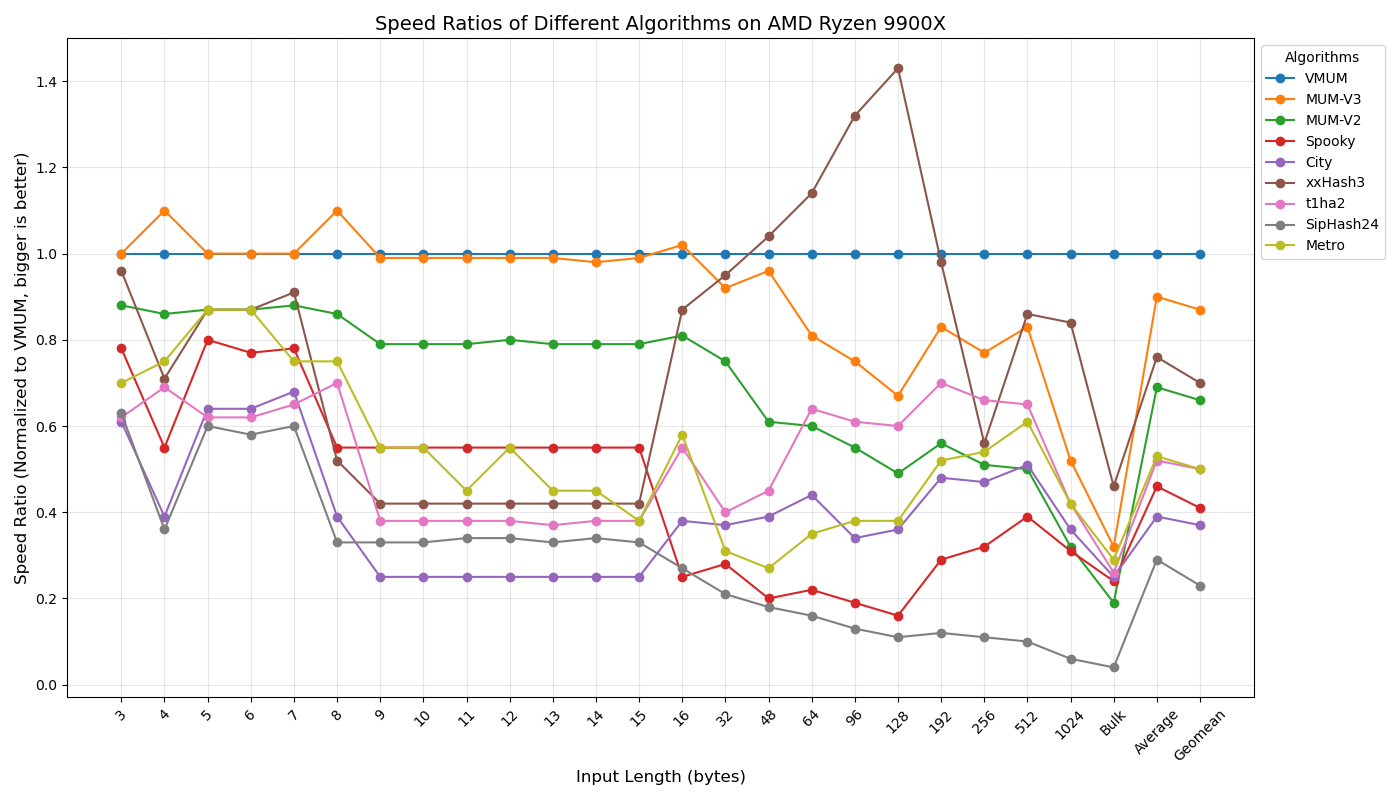 Speed Ratios of Different Algorithms on AMD Ryzen 9900X
Speed Ratio (Normalized to VMUM, bigger is better)
1.4
1.2
1.0
0.8
0.6
0.4
0.2
0.0
3 4 5 6 7 8 9 10 11 12 13 14 15 16 32 48 64 96 128 192 256 512 1024 Bulk Average Geomean
Input Length (bytes)
Algorithms
VMUM
MUM-V3
MUM-V2
Spooky
City
xxHash3
t1ha2
SipHash24
Metro